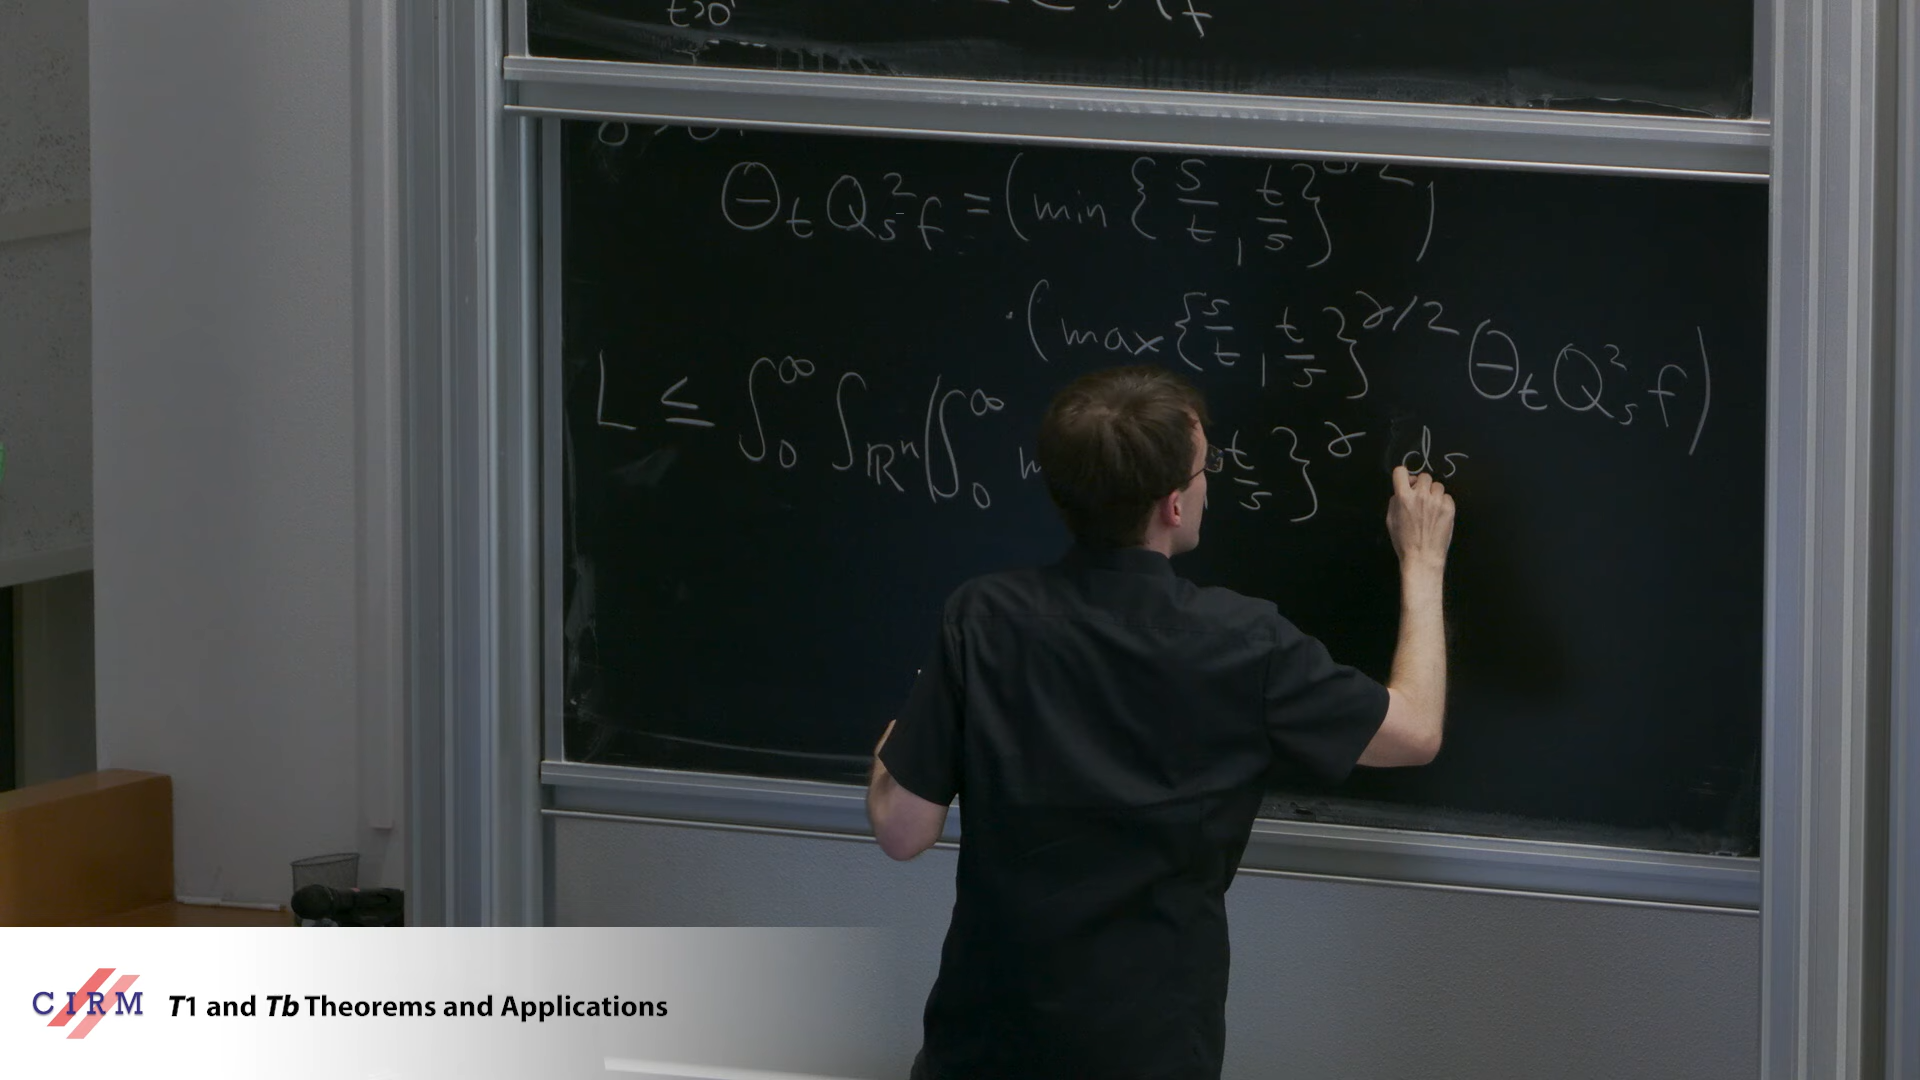 t>0
Θ_t Q_s^2 f = (min {s/t, t/s}^{γ/2})
· (max {s/t, t/s}^{γ/2} Θ_t Q_s^2 f)
L ≤ ∫_0^∞ ∫_{ℝ^n} (∫_0^∞ t/s}^γ ds
CIRM T1 and Tb Theorems and Applications